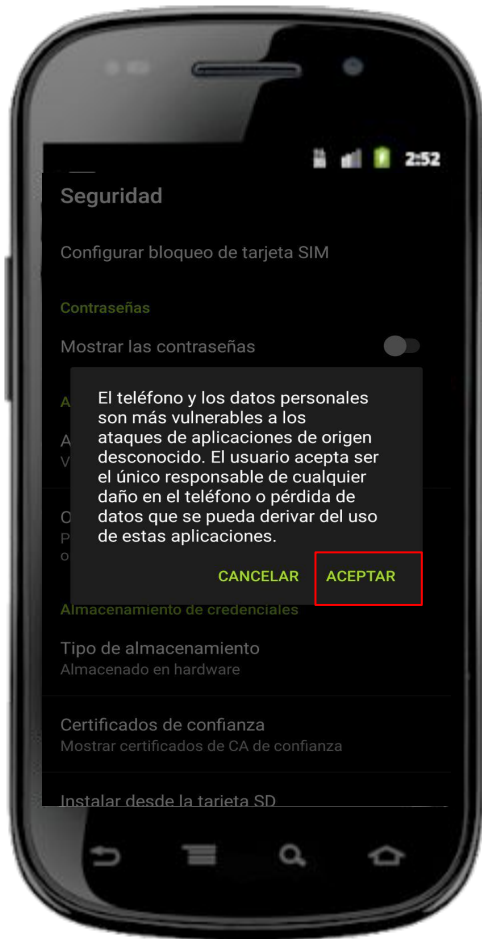 2:52
Seguridad
Configurar bloqueo de tarjeta SIM
Contraseñas
Mostrar las contraseñas
El teléfono y los datos personales
son más vulnerables a los
ataques de aplicaciones de origen
desconocido. El usuario acepta ser
el único responsable de cualquier
daño en el teléfono o pérdida de
datos que se pueda derivar del uso
de estas aplicaciones.
CANCELAR ACEPTAR
Almacenamiento de credenciales
Tipo de almacenamiento
Almacenado en hardware
Certificados de confianza
Mostrar certificados de CA de confianza
Instalar desde la tarjeta SD